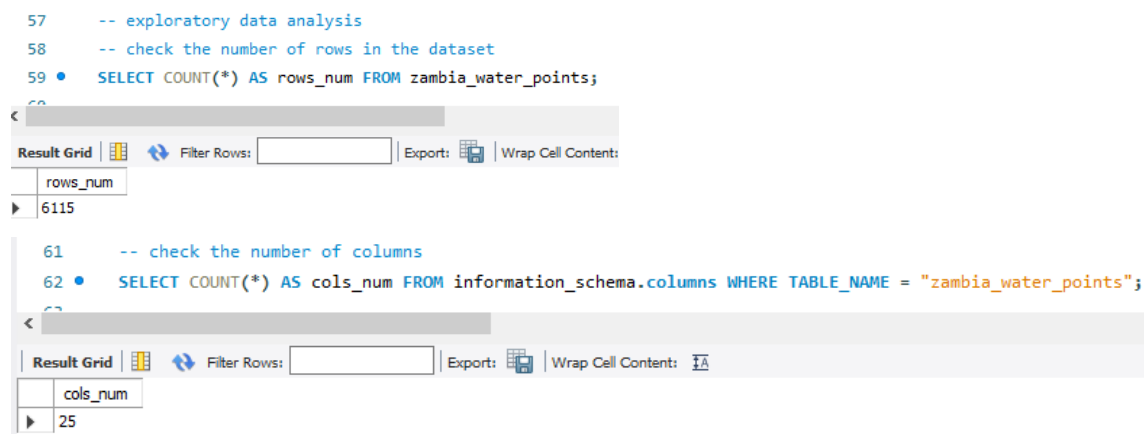 57 -- exploratory data analysis
58 -- check the number of rows in the dataset
59 SELECT COUNT(*) AS rows_num FROM zambia_water_points;
Result Grid Filter Rows: Export: Wrap Cell Content:
rows_num
6115
61 -- check the number of columns
62 SELECT COUNT(*) AS cols_num FROM information_schema.columns WHERE TABLE_NAME = "zambia_water_points";
Result Grid Filter Rows: Export: Wrap Cell Content: IA
cols_num
25